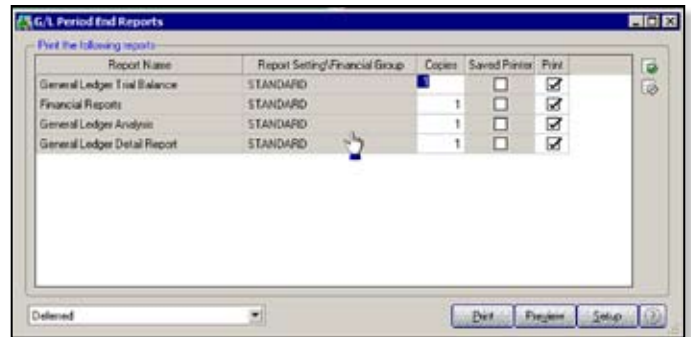 G/L Period End Reports
Print the following reports
Report Name Report Setting\Financial Group Copies Saved Printer Print
General Ledger Trial Balance STANDARD 1
Financial Reports STANDARD 1
General Ledger Analysis STANDARD 1
General Ledger Detail Report STANDARD 1
Deferred Print Preview Setup